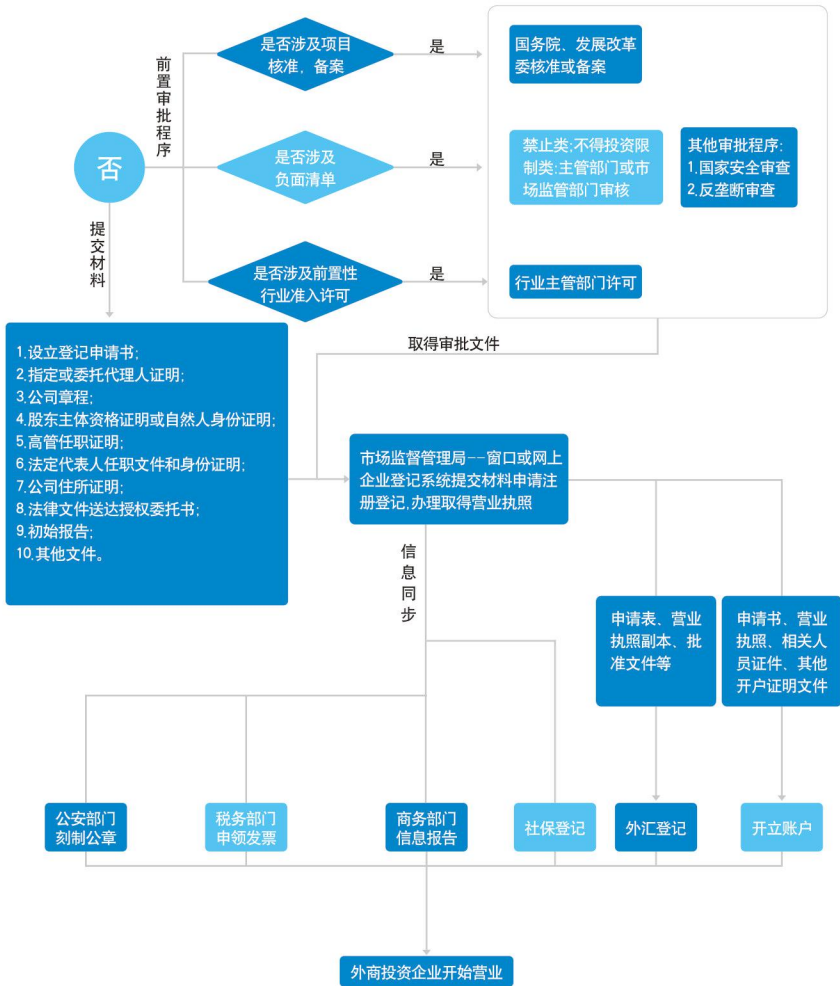 是否涉及项目
核准，备案
是
国务院、发展改革
委核准或备案
前置审批程序
否
是否涉及
负面清单
是
禁止类;不得投资限
制类:主管部门或市
场监管部门审核
其他审批程序:
1.国家安全审查
2.反垄断审查
提交材料
是否涉及前置性
行业准入许可
是
行业主管部门许可
取得审批文件
1.设立登记申请书;
2.指定或委托代理人证明;
3.公司章程;
4.股东主体资格证明或自然人身份证明;
5.高管任职证明;
6.法定代表人任职文件和身份证明;
7.公司住所证明;
8.法律文件送达授权委托书;
9.初始报告;
10.其他文件。
市场监督管理局--窗口或网上
企业登记系统提交材料申请注
册登记,办理取得营业执照
信息同步
申请表、营业
执照副本、批
准文件等
申请书、营业
执照、相关人
员证件、其他
开户证明文件
公安部门
刻制公章
税务部门
申领发票
商务部门
信息报告
社保登记
外汇登记
开立账户
外商投资企业开始营业